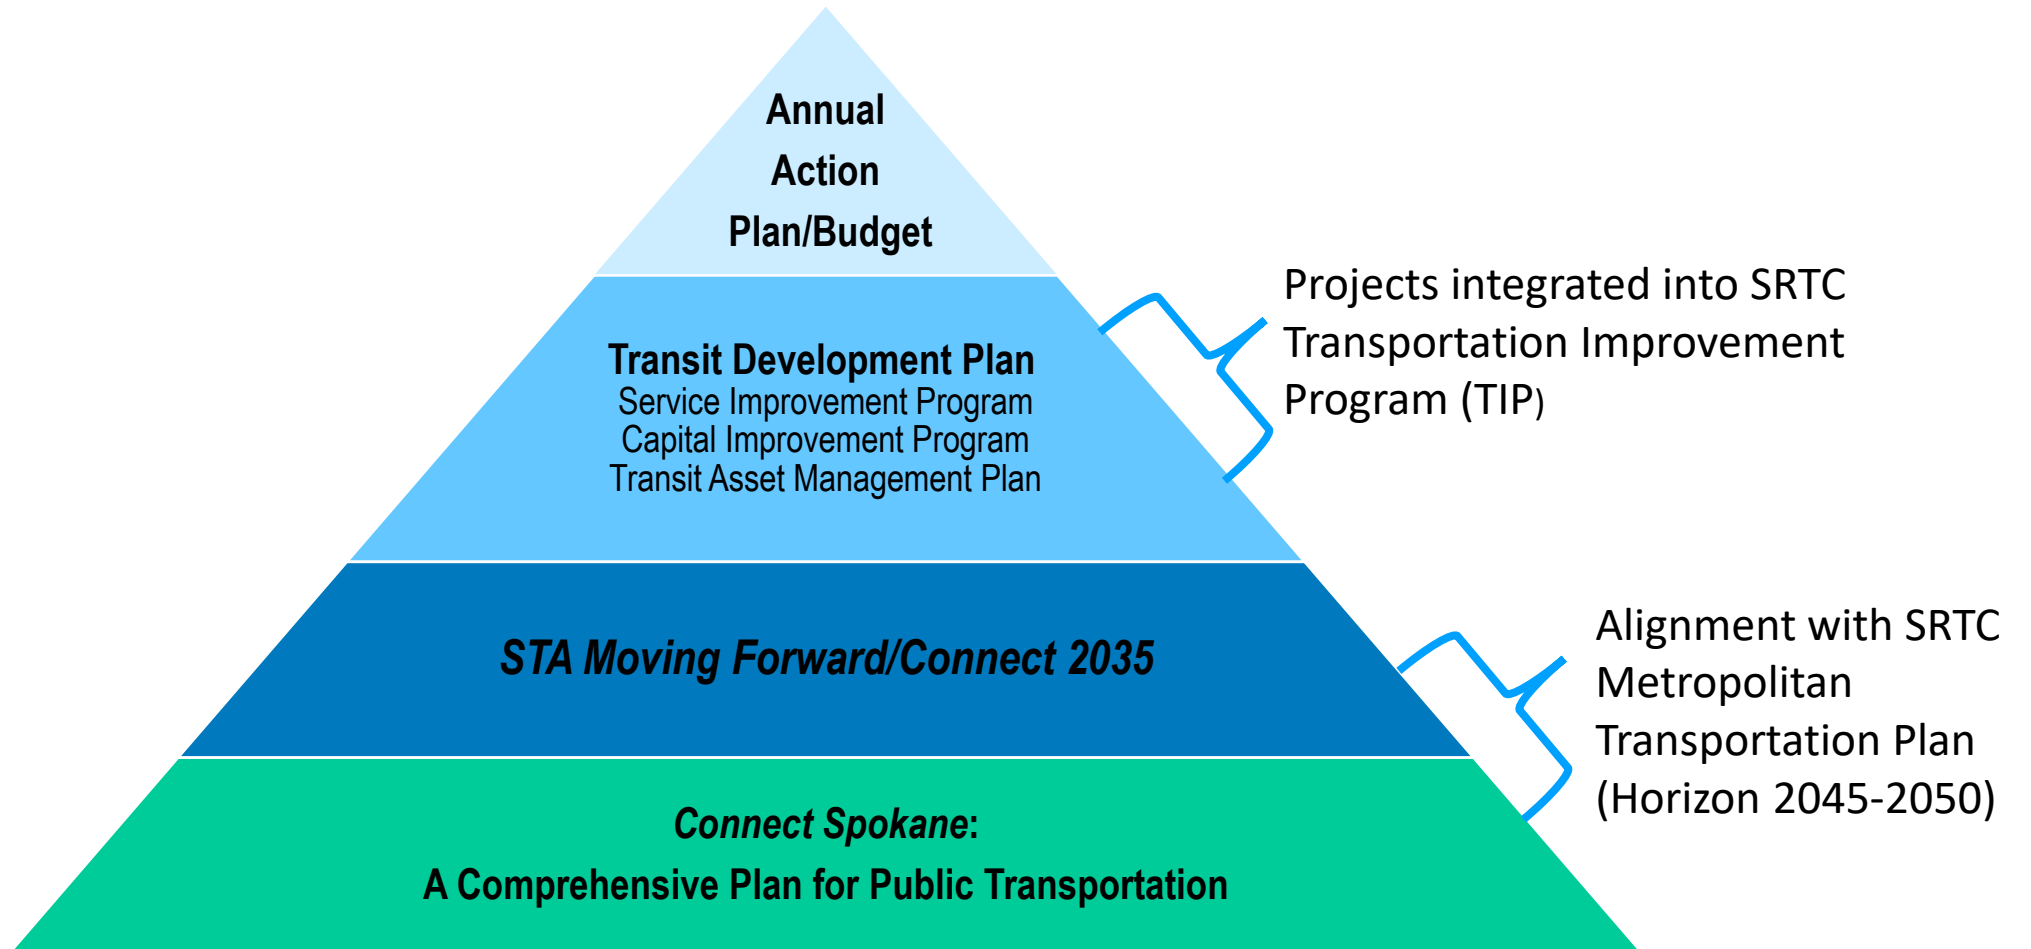 Annual
Action
Plan/Budget
Transit Development Plan
Service Improvement Program
Capital Improvement Program
Transit Asset Management Plan
Projects integrated into SRTC
Transportation Improvement
Program (TIP)
STA Moving Forward/Connect 2035
Alignment with SRTC
Metropolitan
Transportation Plan
(Horizon 2045-2050)
Connect Spokane:
A Comprehensive Plan for Public Transportation